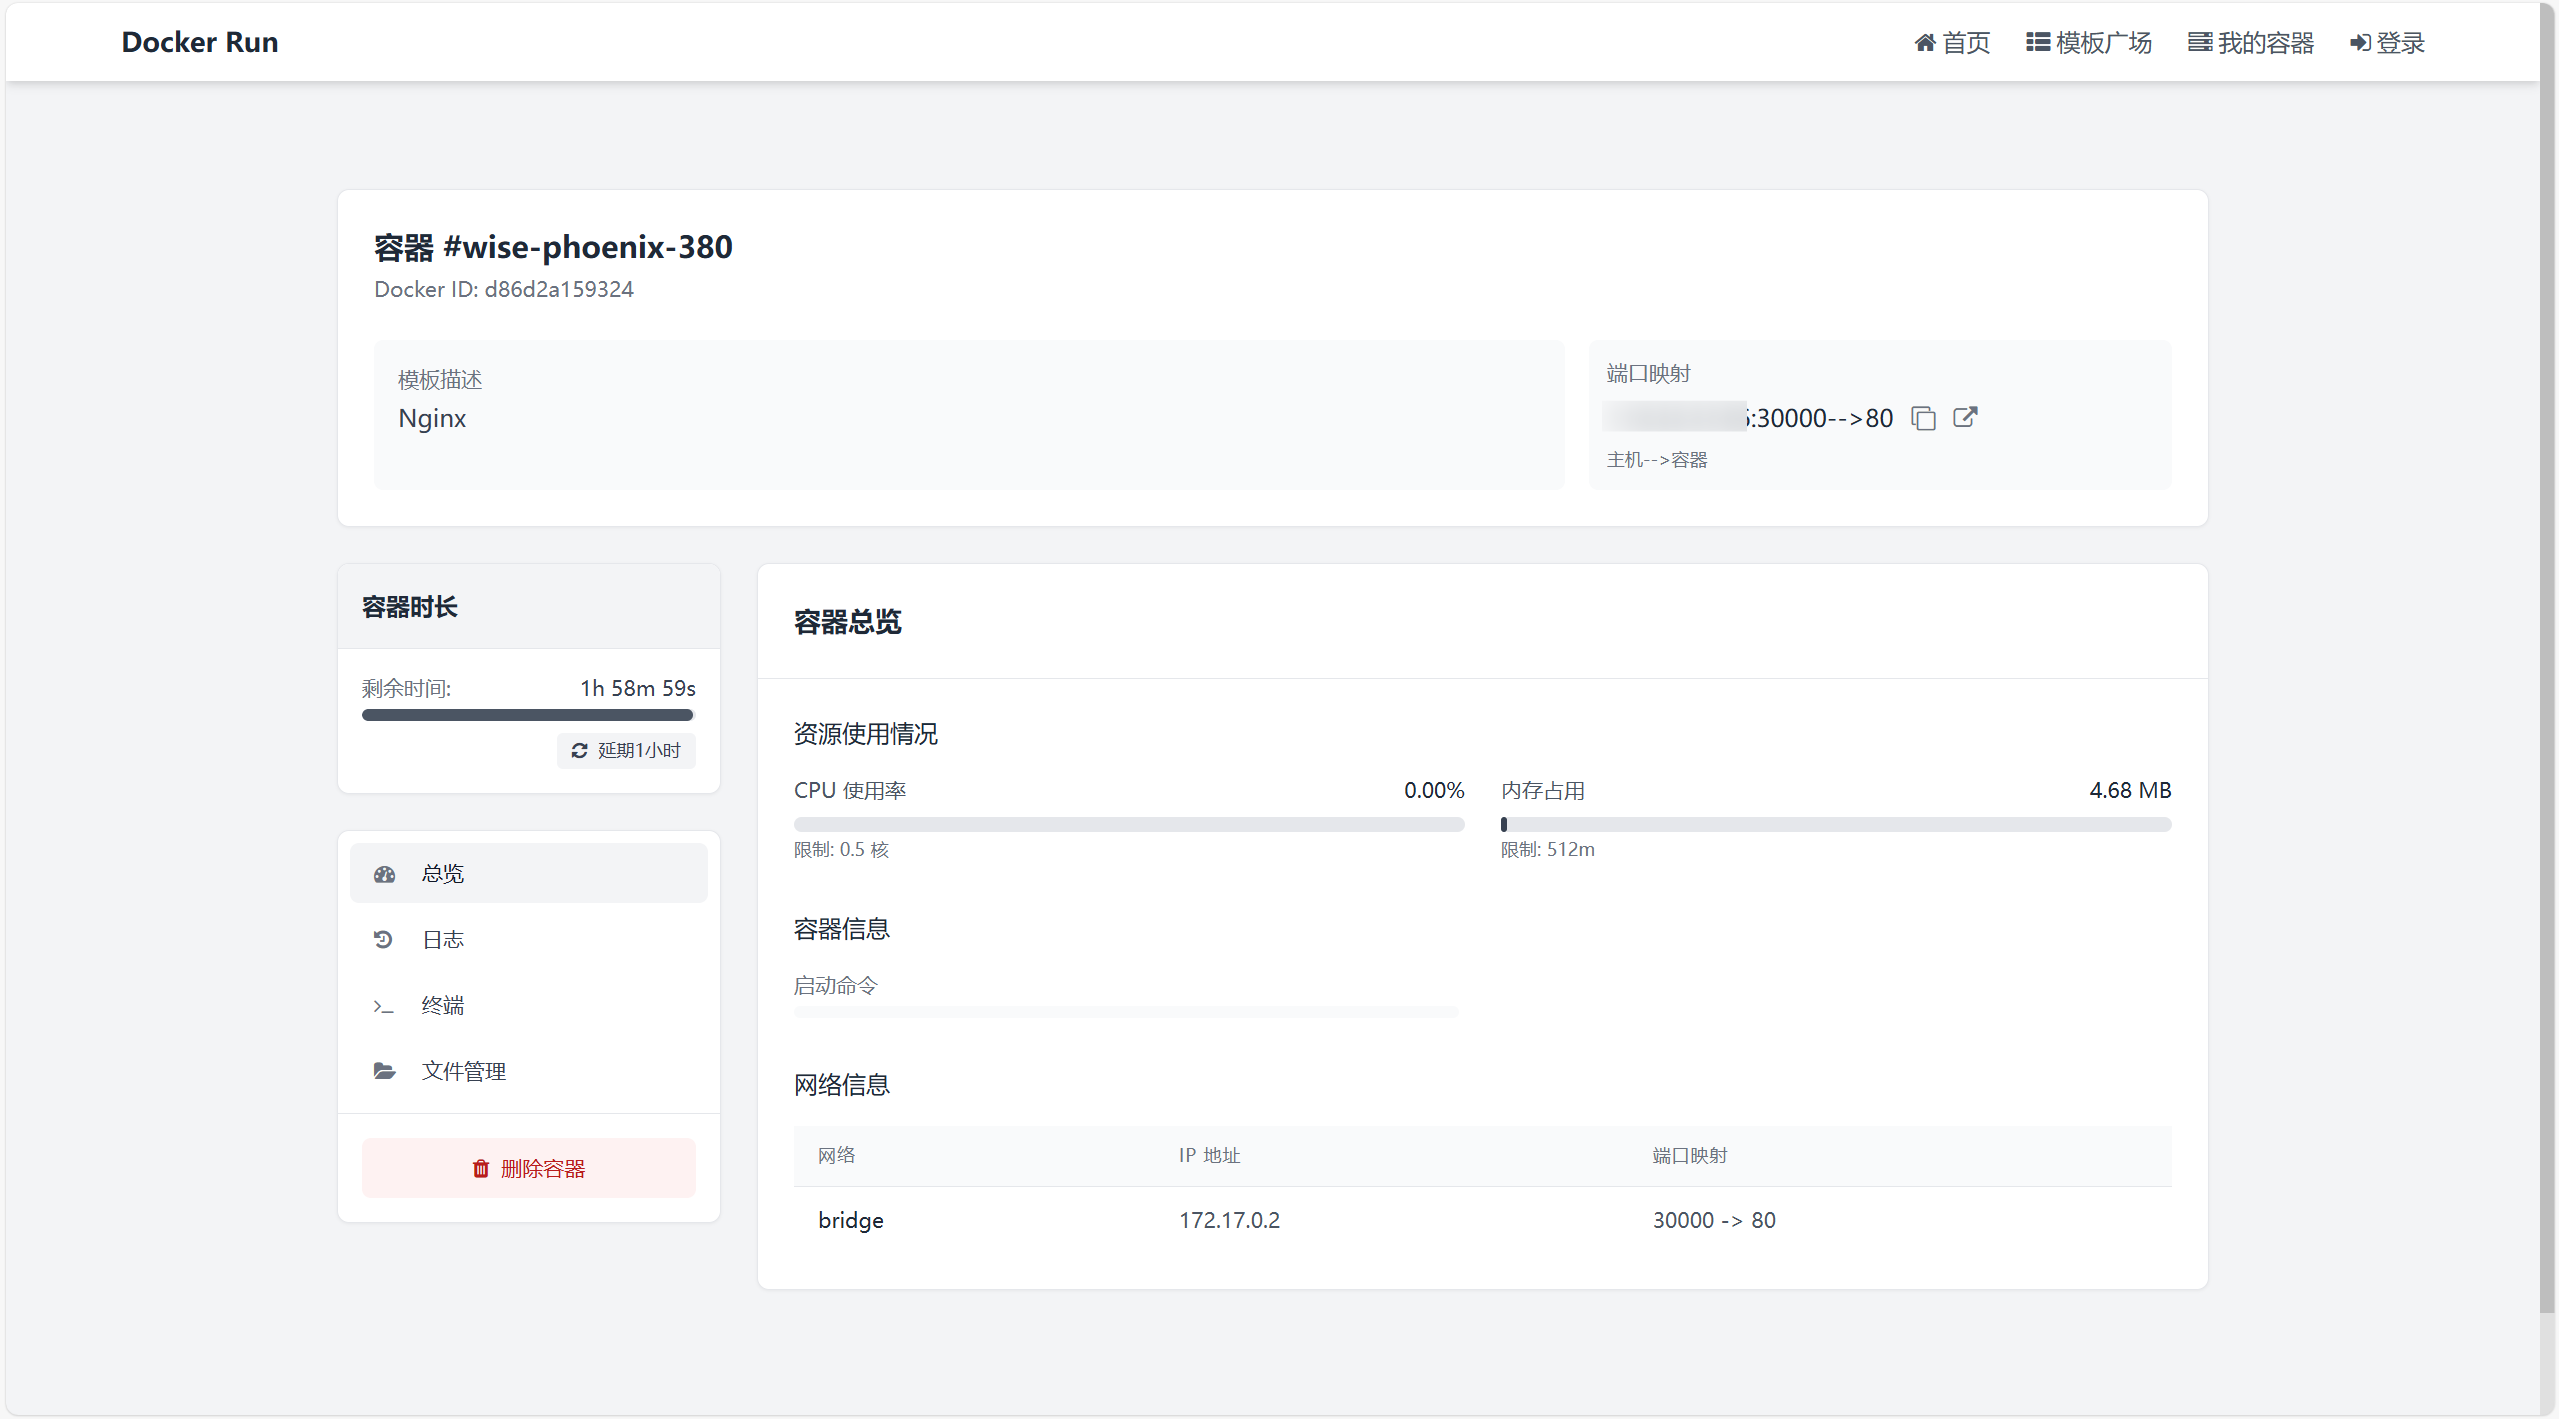 Docker Run
首页
模板广场
我的容器
登录
容器 #wise-phoenix-380
Docker ID: d86d2a159324
模板描述
Nginx
端口映射
:30000-->80
主机-->容器
容器时长
剩余时间:
1h 58m 59s
延期1小时
总览
日志
终端
文件管理
删除容器
容器总览
资源使用情况
CPU 使用率
0.00%
限制: 0.5 核
内存占用
4.68 MB
限制: 512m
容器信息
启动命令
网络信息
网络
IP 地址
端口映射
bridge
172.17.0.2
30000 -> 80